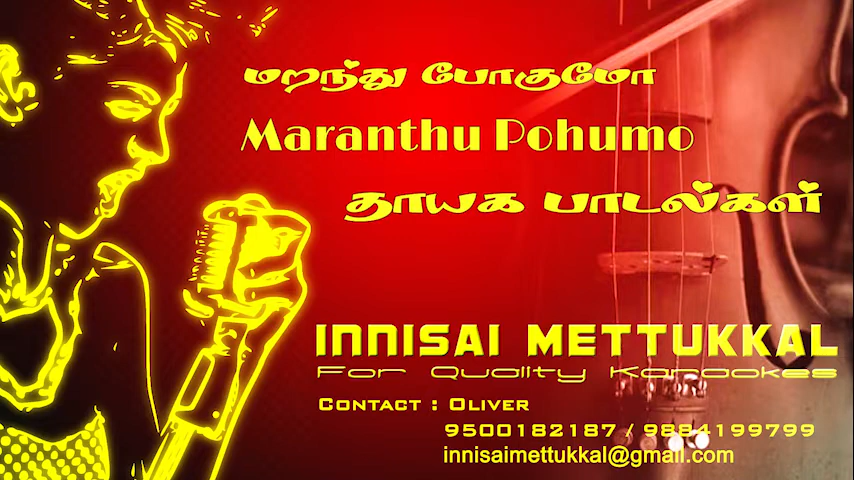 மறந்து போகுமோ
Maranthu Pohumo
தாயக பாடல்கள்
INNISAI METTUKKAL
For Quality Karaokes
Contact : Oliver
9500182187 / 9884199799
innisaimettukkal@gmail.com